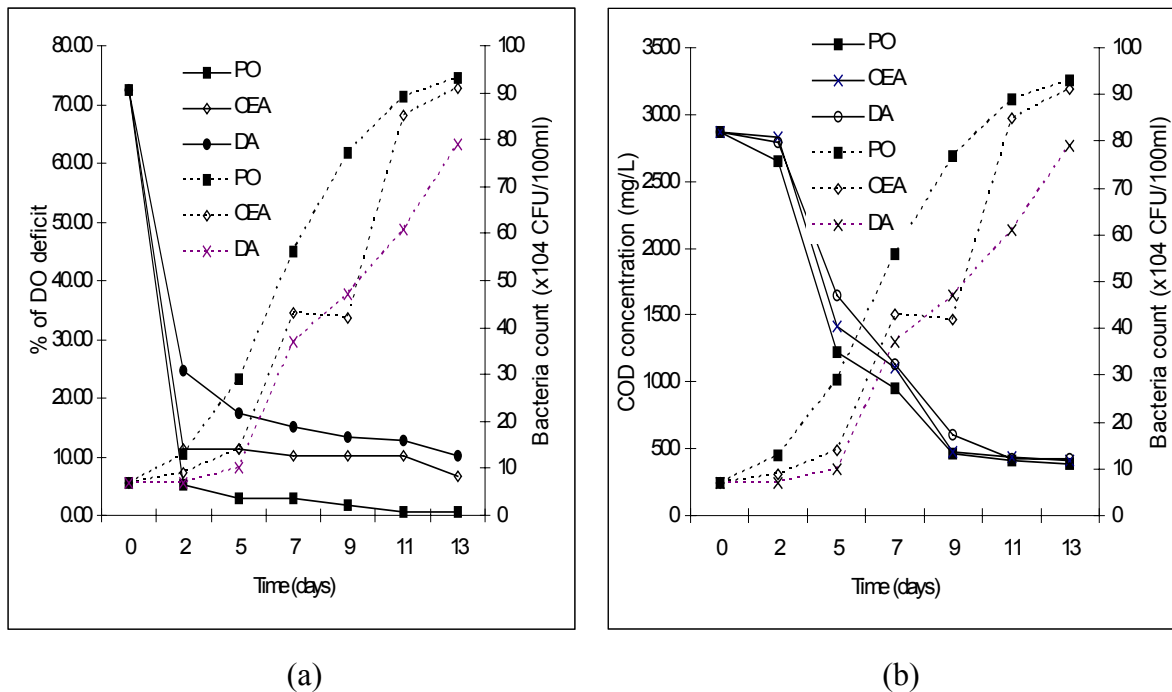 80.00
70.00
60.00
50.00
40.00
30.00
20.00
10.00
0.00
% of DO deficit
PO
OEA
DA
PO
OEA
DA
100
90
80
70
60
50
40
30
20
10
0
Bacteria count (x104 CFU/100ml)
0 2 5 7 9 11 13
Time (days)
(a)
3500
3000
2500
2000
1500
1000
500
0
COD concentration (mg/L)
PO
OEA
DA
PO
OEA
DA
100
90
80
70
60
50
40
30
20
10
0
Bacteria count (x104 CFU/100ml)
0 2 5 7 9 11 13
Time (days)
(b)